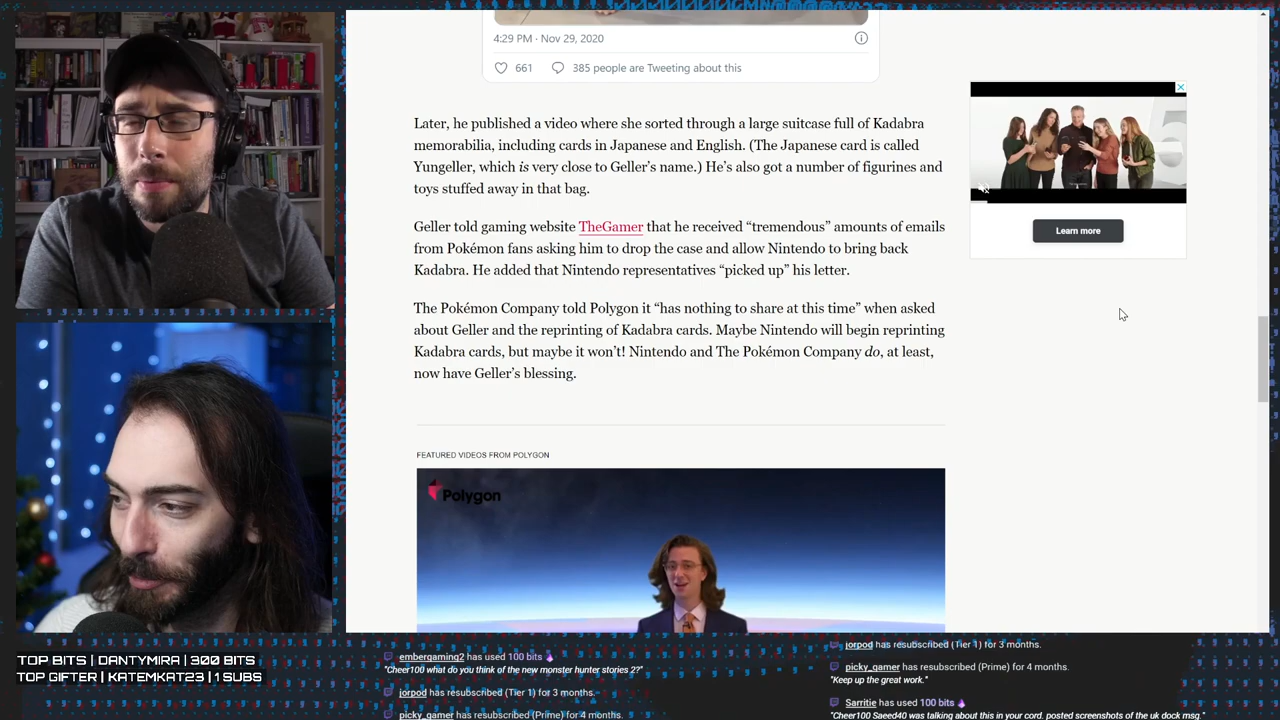 4:29 PM · Nov 29, 2020
661
385 people are Tweeting about this
Later, he published a video where she sorted through a large suitcase full of Kadabra
memorabilia, including cards in Japanese and English. (The Japanese card is called
Yungeller, which is very close to Geller’s name.) He’s also got a number of figurines and
toys stuffed away in that bag.
Geller told gaming website TheGamer that he received “tremendous” amounts of emails
from Pokémon fans asking him to drop the case and allow Nintendo to bring back
Kadabra. He added that Nintendo representatives “picked up” his letter.
The Pokémon Company told Polygon it “has nothing to share at this time” when asked
about Geller and the reprinting of Kadabra cards. Maybe Nintendo will begin reprinting
Kadabra cards, but maybe it won’t! Nintendo and The Pokémon Company do, at least,
now have Geller’s blessing.
Learn more
FEATURED VIDEOS FROM POLYGON
Polygon
TOP BITS | DANTYMIRA | 300 BITS
TOP GIFTER | KATEMKAT23 | 1 SUBS
embergaming2 has used 100 bits
"Cheer100 what do you think of the new monster hunter stories 2?"
jorpod has resubscribed (Tier 1) for 3 months.
picky_gamer has resubscribed (Prime) for 4 months.
jorpod has resubscribed (Tier 1) for 3 months.
picky_gamer has resubscribed (Prime) for 4 months.
"Keep up the great work."
Sarritie has used 100 bits
"Cheer100 Saeed40 was talking about this in your cord. posted screenshots of the uk dock msg."